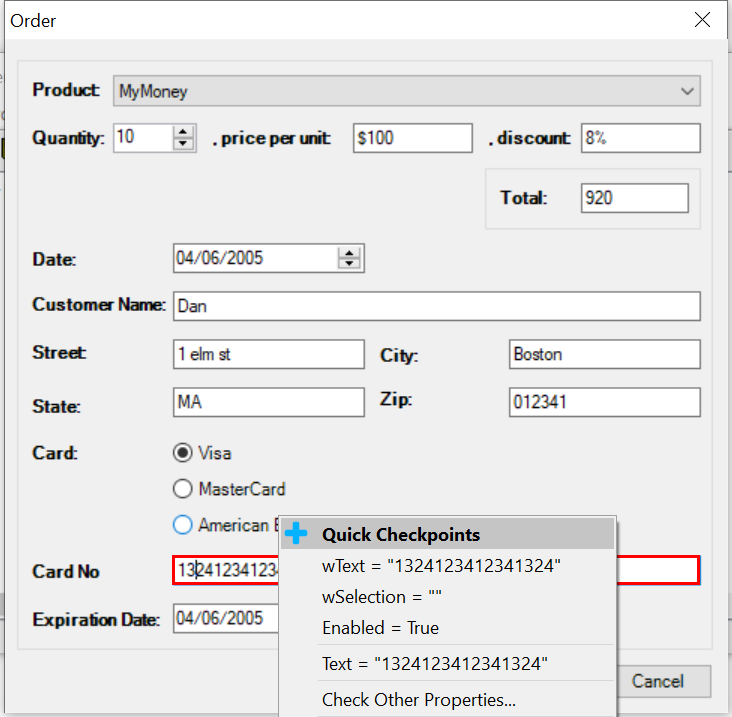 Order
Product: MyMoney
Quantity: 10 , price per unit: $100 , discount: 8%
Total: 920
Date: 04/06/2005
Customer Name: Dan
Street: 1 elm st City: Boston
State: MA Zip: 012341
Card: Visa
MasterCard
American
Quick Checkpoints
wText = "1324123412341324"
wSelection = ""
Enabled = True
Text = "1324123412341324"
Check Other Properties...
Card No 13241234123
Expiration Date: 04/06/2005
Cancel